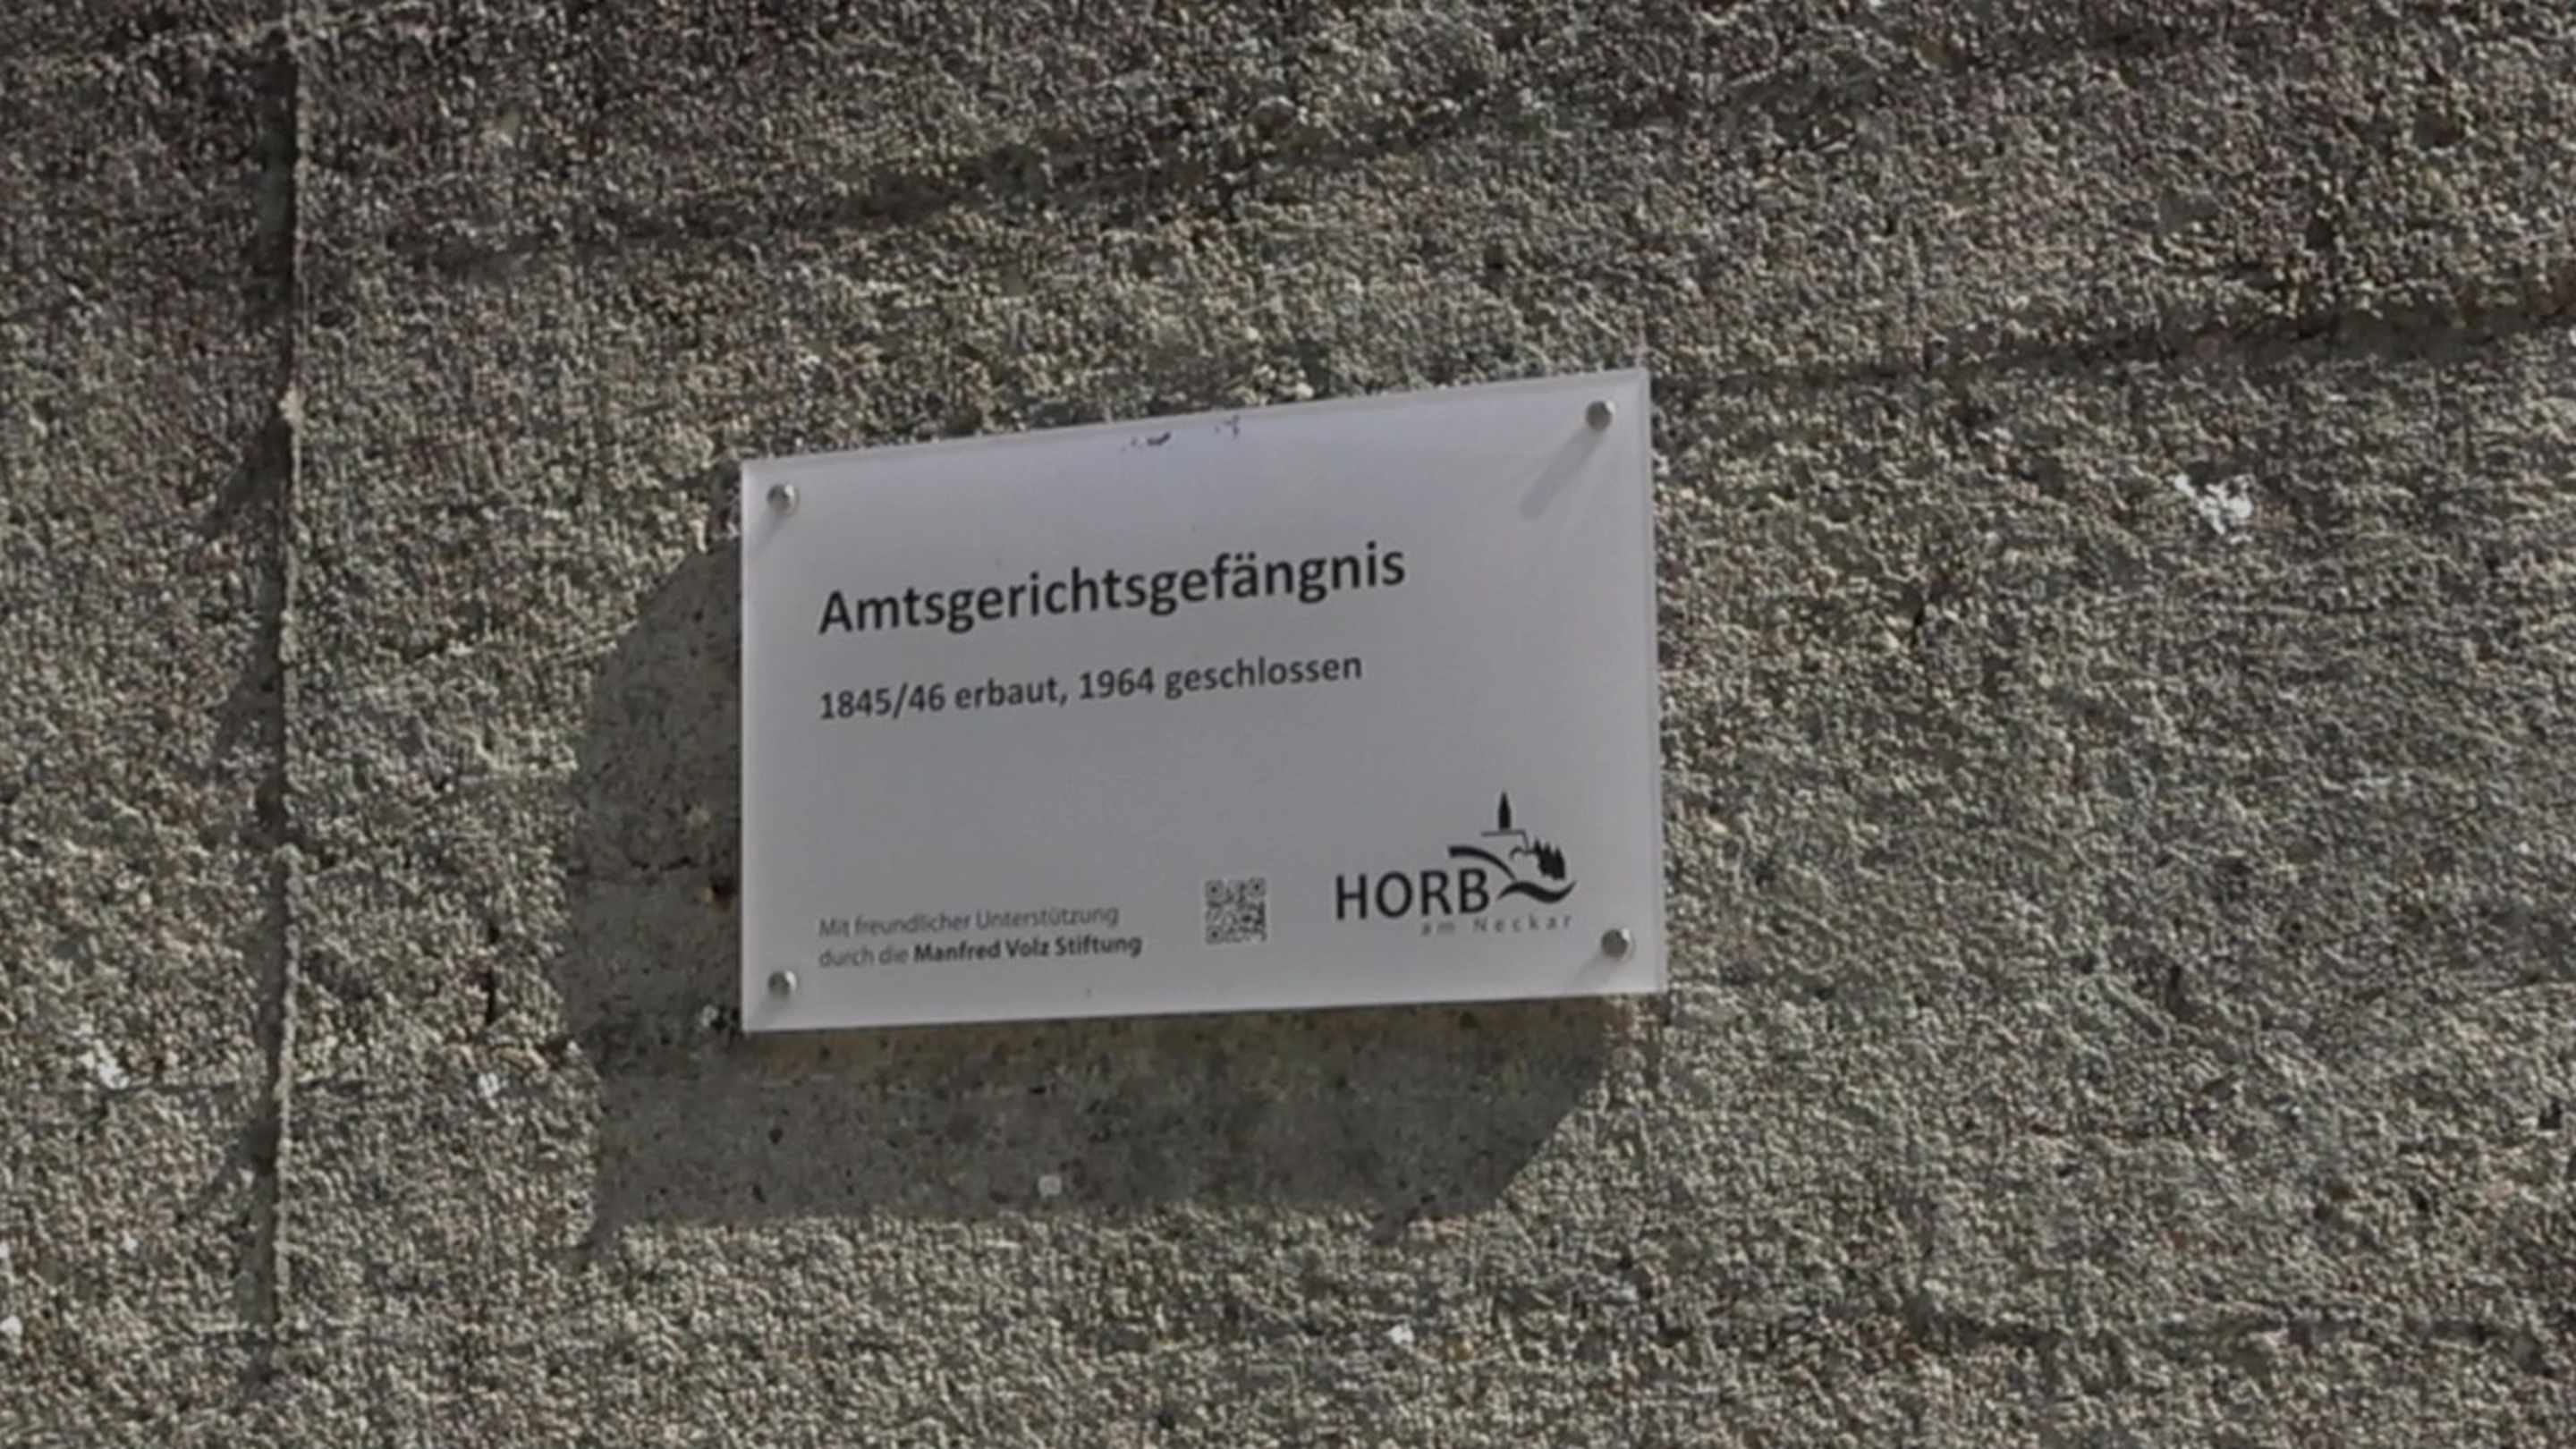 Amtsgerichtsgefängnis
1845/46 erbaut, 1964 geschlossen
Mit freundlicher Unterstützung
durch die Manfred Volz Stiftung
HORB
am Neckar